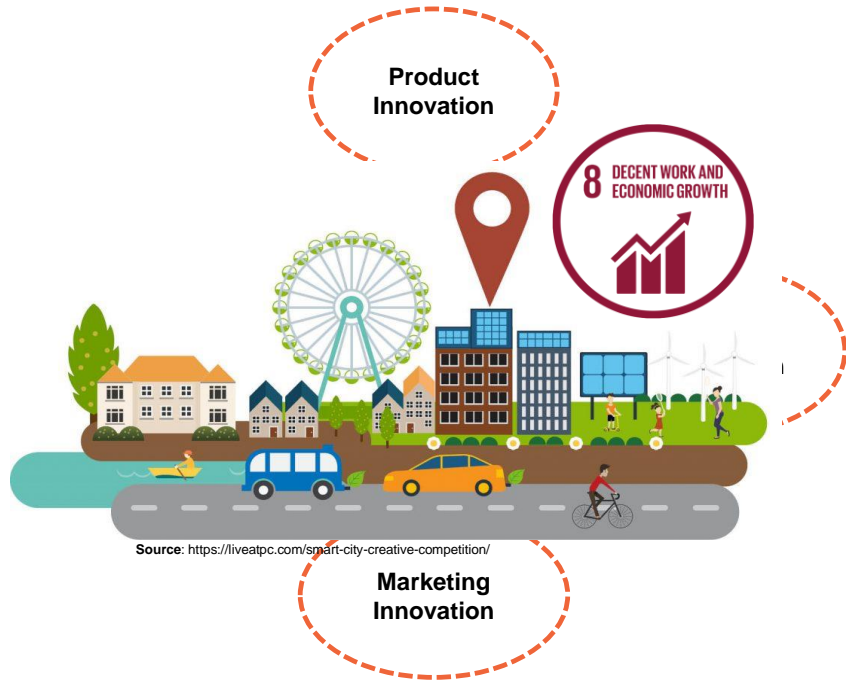 Product
Innovation
8 DECENT WORK AND
ECONOMIC GROWTH
Source: https://liveatpc.com/smart-city-creative-competition/
Marketing
Innovation